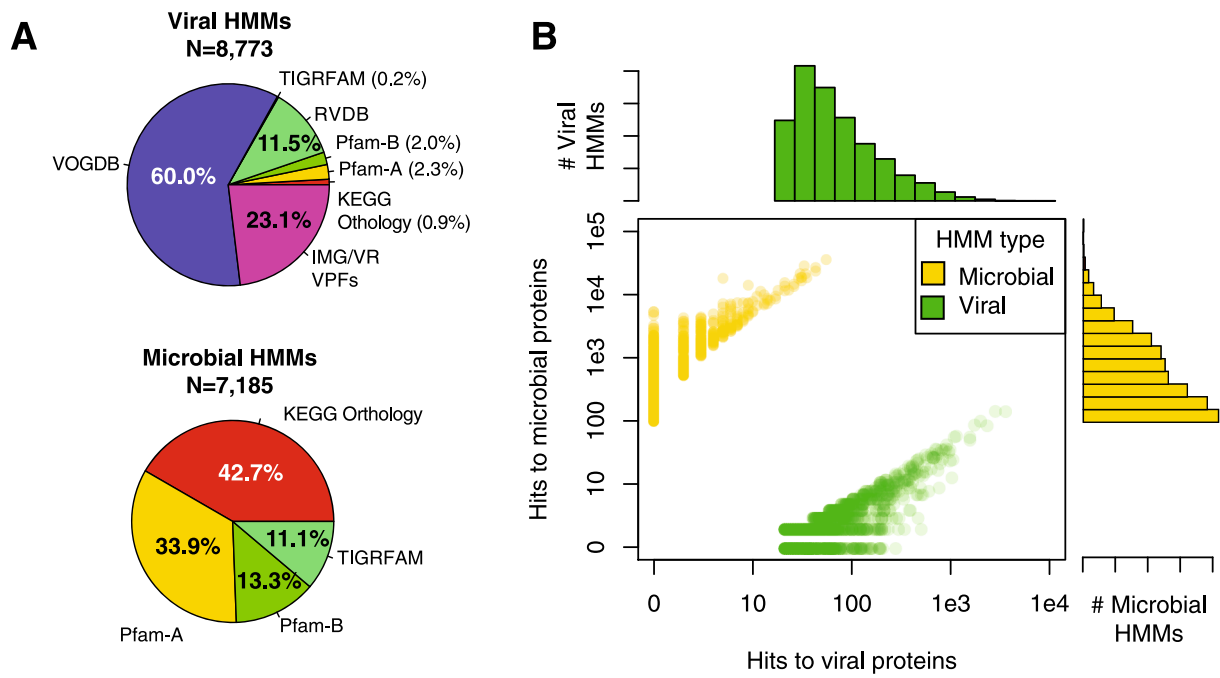 A
Viral HMMs
N=8,773
TIGRFAM (0.2%)
RVDB
11.5%
Pfam-B (2.0%)
Pfam-A (2.3%)
VOGDB
60.0%
KEGG
Othology (0.9%)
23.1%
IMG/VR
VPFs
Microbial HMMs
N=7,185
KEGG Orthology
42.7%
33.9%
11.1%
TIGRFAM
13.3%
Pfam-B
Pfam-A
B
# Viral
HMMs
HMM type
Microbial
Viral
Hits to microbial proteins
1e5
1e4
1e3
100
10
0
0 10 100 1e3 1e4
Hits to viral proteins
# Microbial
HMMs